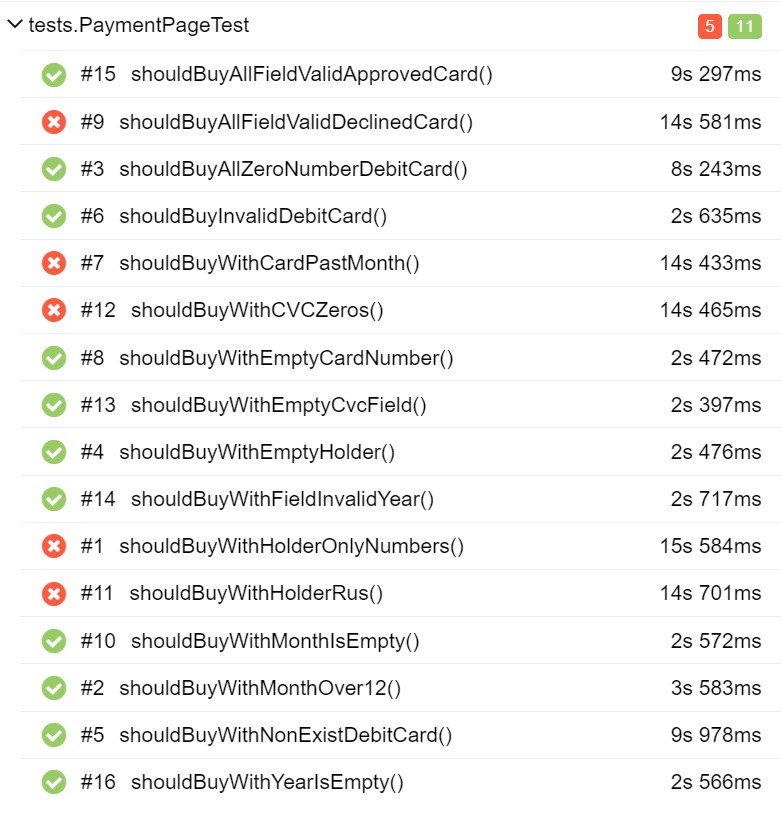 tests.PaymentPageTest 5 11
#15 shouldBuyAllFieldValidApprovedCard() 9s 297ms
#9 shouldBuyAllFieldValidDeclinedCard() 14s 581ms
#3 shouldBuyAllZeroNumberDebitCard() 8s 243ms
#6 shouldBuyInvalidDebitCard() 2s 635ms
#7 shouldBuyWithCardPastMonth() 14s 433ms
#12 shouldBuyWithCVCZeros() 14s 465ms
#8 shouldBuyWithEmptyCardNumber() 2s 472ms
#13 shouldBuyWithEmptyCvcField() 2s 397ms
#4 shouldBuyWithEmptyHolder() 2s 476ms
#14 shouldBuyWithFieldInvalidYear() 2s 717ms
#1 shouldBuyWithHolderOnlyNumbers() 15s 584ms
#11 shouldBuyWithHolderRus() 14s 701ms
#10 shouldBuyWithMonthIsEmpty() 2s 572ms
#2 shouldBuyWithMonthOver12() 3s 583ms
#5 shouldBuyWithNonExistDebitCard() 9s 978ms
#16 shouldBuyWithYearIsEmpty() 2s 566ms